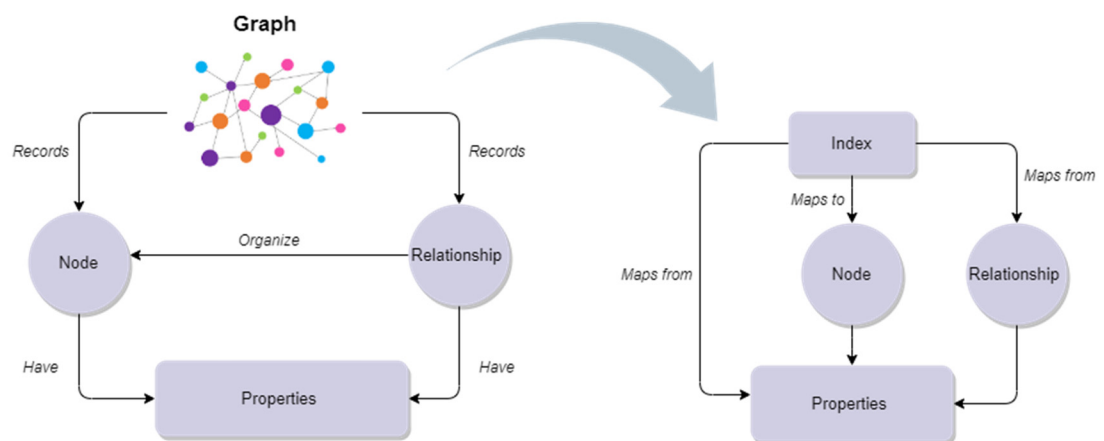 Graph
Records
Records
Node
Organize
Relationship
Have
Have
Properties
Index
Maps from
Maps to
Maps from
Node
Relationship
Properties